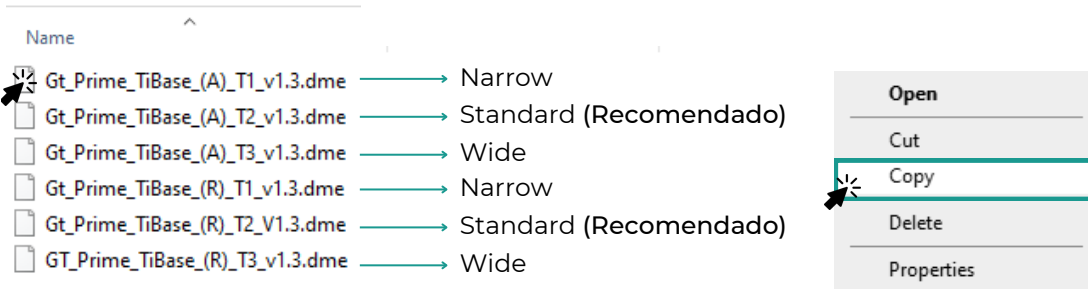 Name
Gt_Prime_TiBase_(A)_T1_v1.3.dme Narrow
Gt_Prime_TiBase_(A)_T2_v1.3.dme Standard (Recomendado)
Gt_Prime_TiBase_(A)_T3_v1.3.dme Wide
Gt_Prime_TiBase_(R)_T1_v1.3.dme Narrow
Gt_Prime_TiBase_(R)_T2_V1.3.dme Standard (Recomendado)
GT_Prime_TiBase_(R)_T3_v1.3.dme Wide
Open
Cut
Copy
Delete
Properties